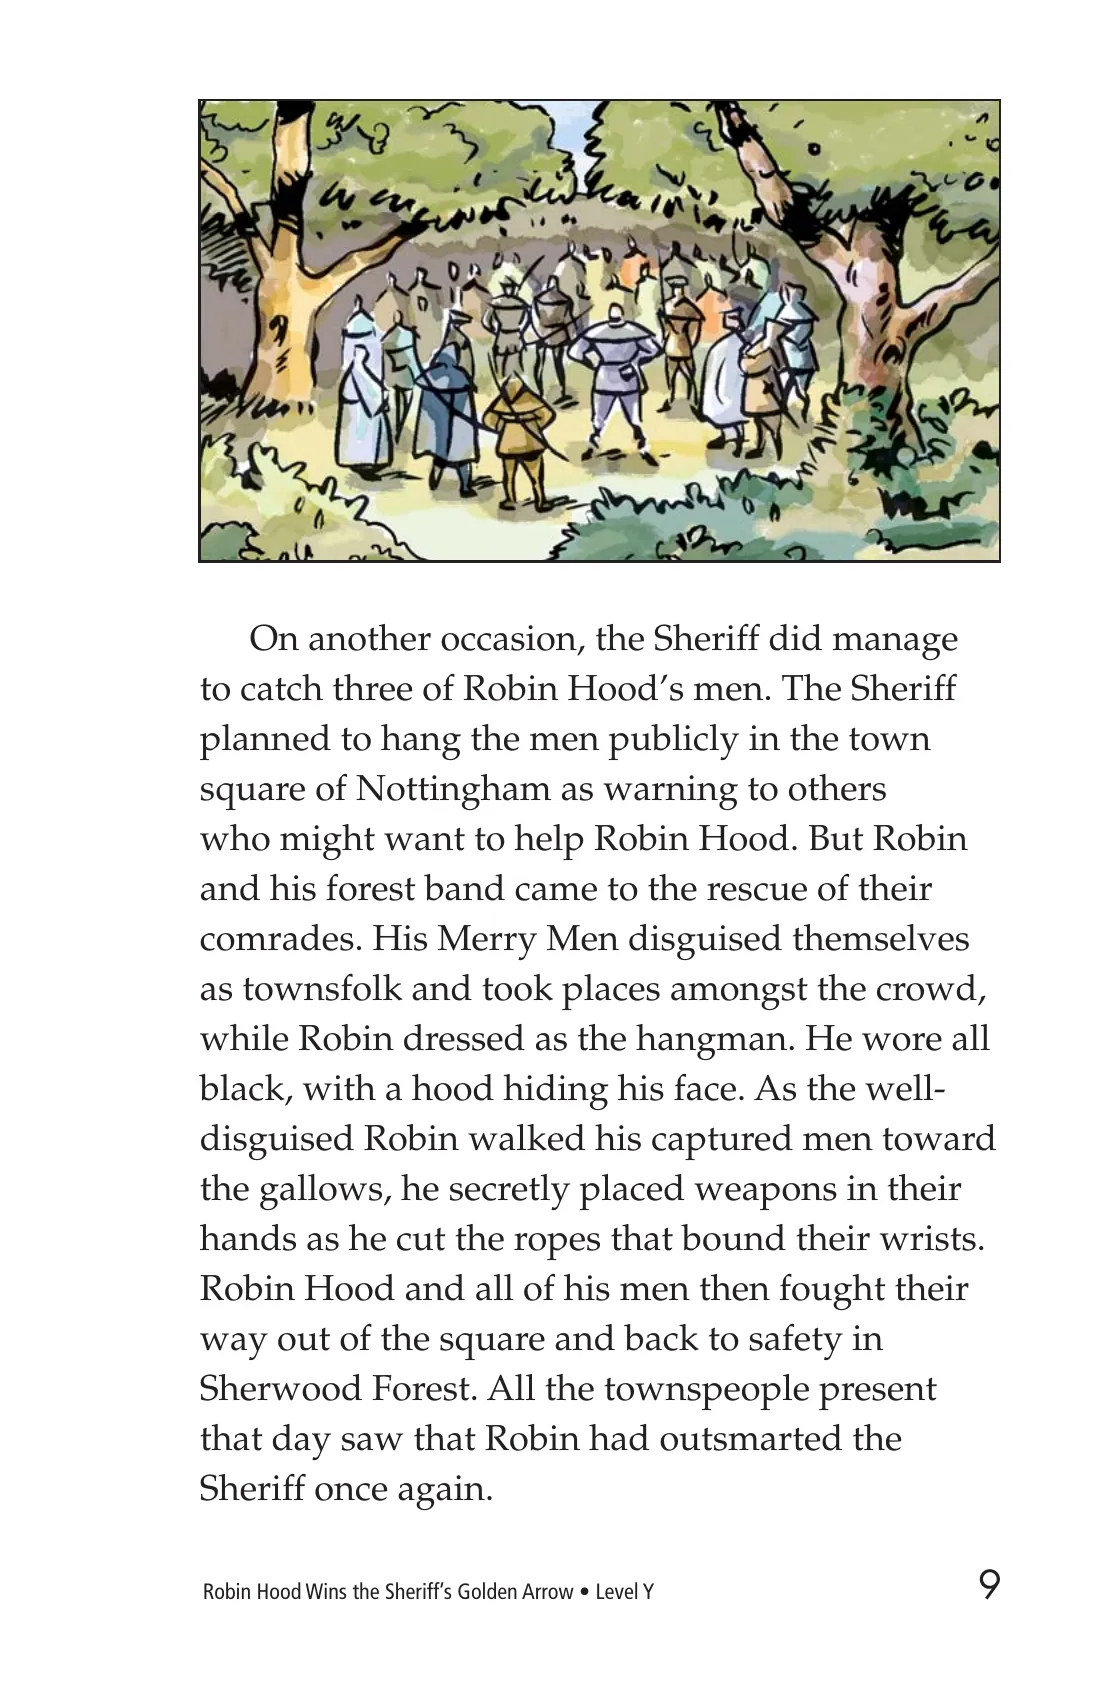 On another occasion, the Sheriff did manage
to catch three of Robin Hood’s men. The Sheriff
planned to hang the men publicly in the town
square of Nottingham as warning to others
who might want to help Robin Hood. But Robin
and his forest band came to the rescue of their
comrades. His Merry Men disguised themselves
as townsfolk and took places amongst the crowd,
while Robin dressed as the hangman. He wore all
black, with a hood hiding his face. As the well-
disguised Robin walked his captured men toward
the gallows, he secretly placed weapons in their
hands as he cut the ropes that bound their wrists.
Robin Hood and all of his men then fought their
way out of the square and back to safety in
Sherwood Forest. All the townspeople present
that day saw that Robin had outsmarted the
Sheriff once again.
Robin Hood Wins the Sheriff’s Golden Arrow • Level Y 9